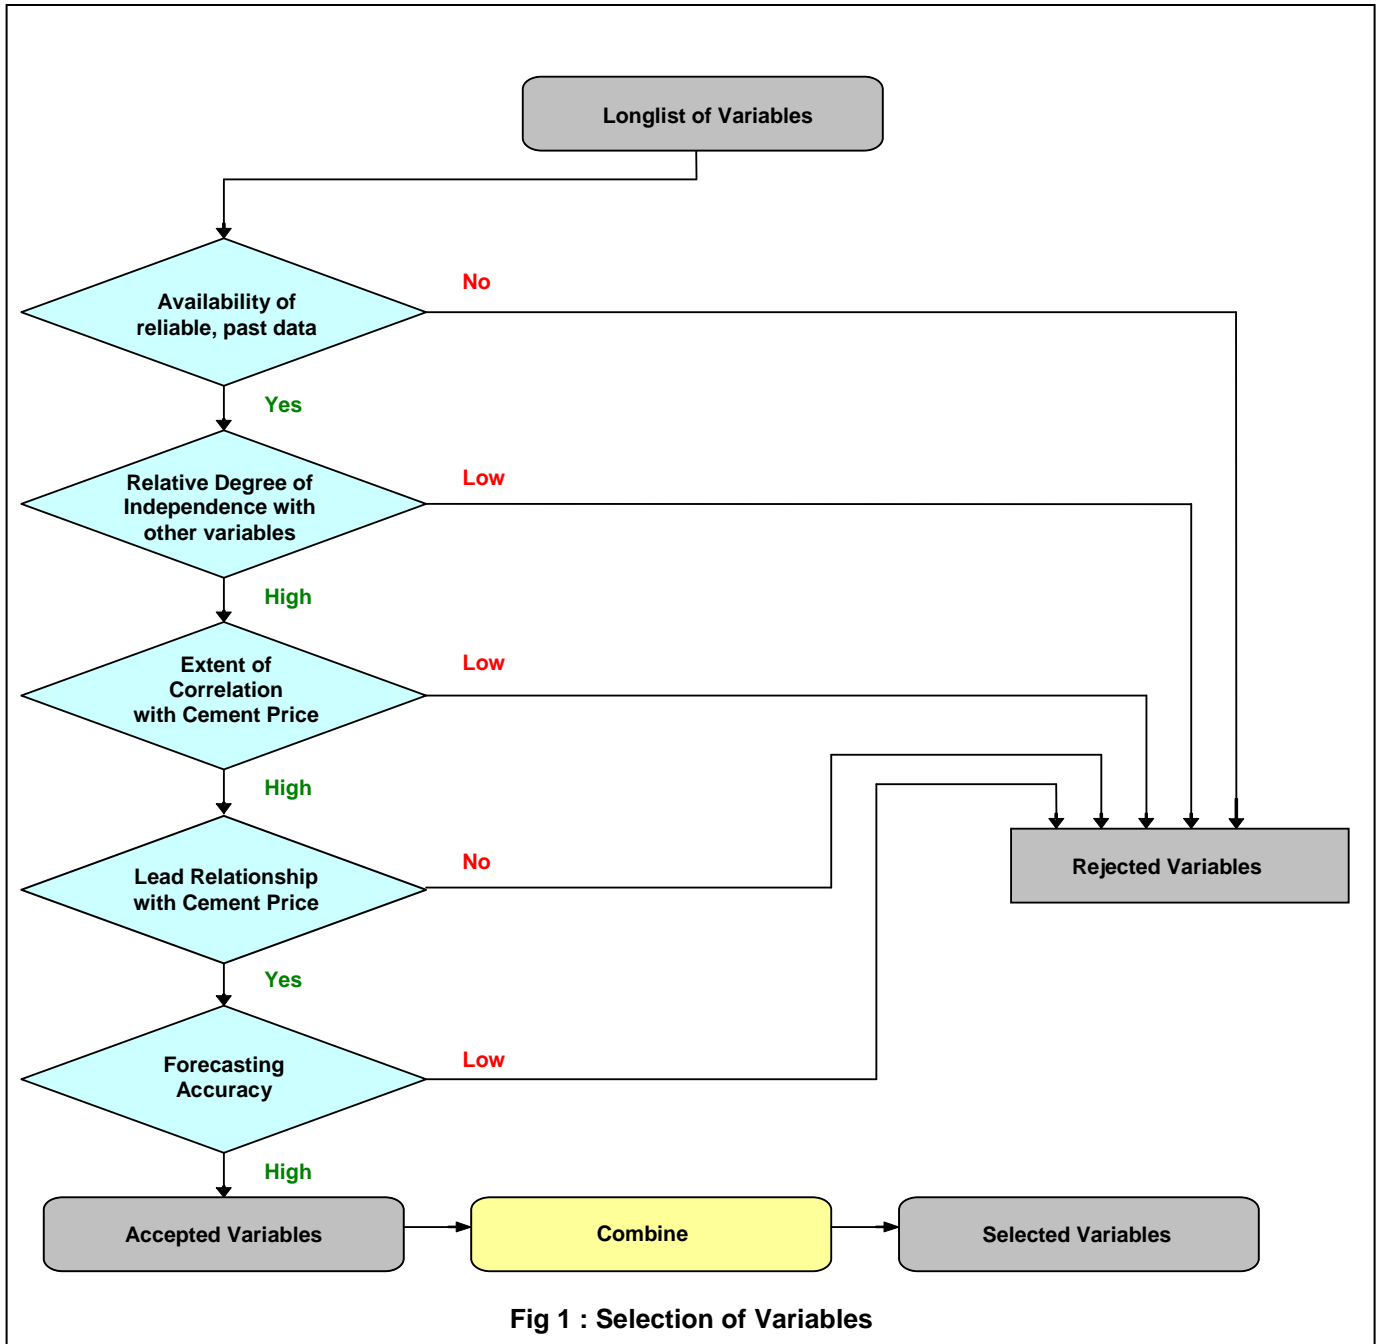 Longlist of Variables
Availability of
reliable, past data
No
Yes
Relative Degree of
Independence with
other variables
Low
High
Extent of
Correlation
with Cement Price
Low
High
Lead Relationship
with Cement Price
No
Rejected Variables
Yes
Forecasting
Accuracy
Low
High
Accepted Variables
Combine
Selected Variables
Fig 1 : Selection of Variables